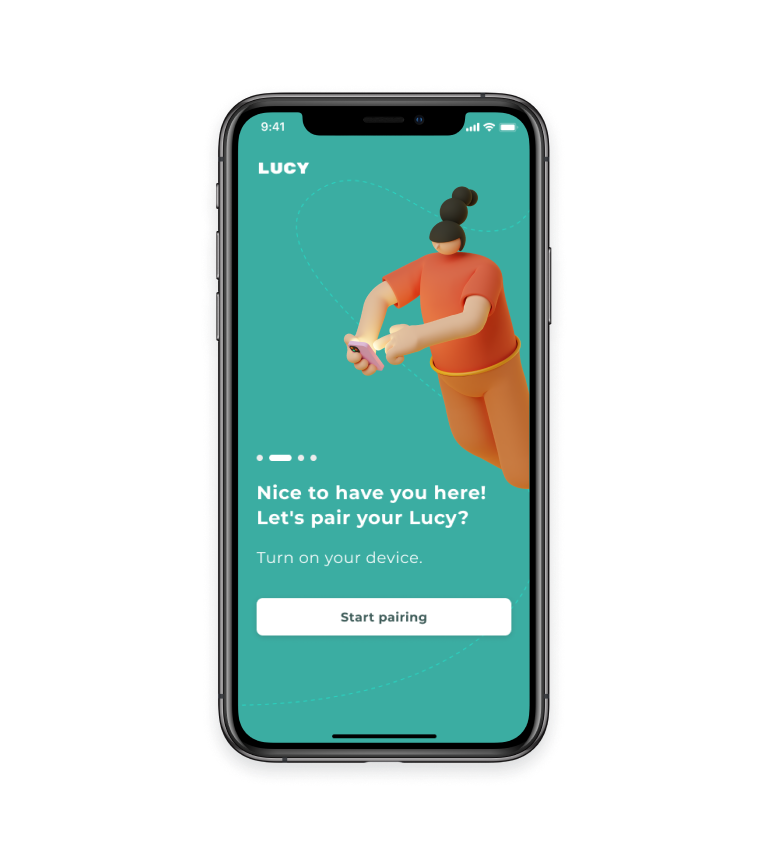 9:41
LUCY
Nice to have you here!
Let's pair your Lucy?
Turn on your device.
Start pairing